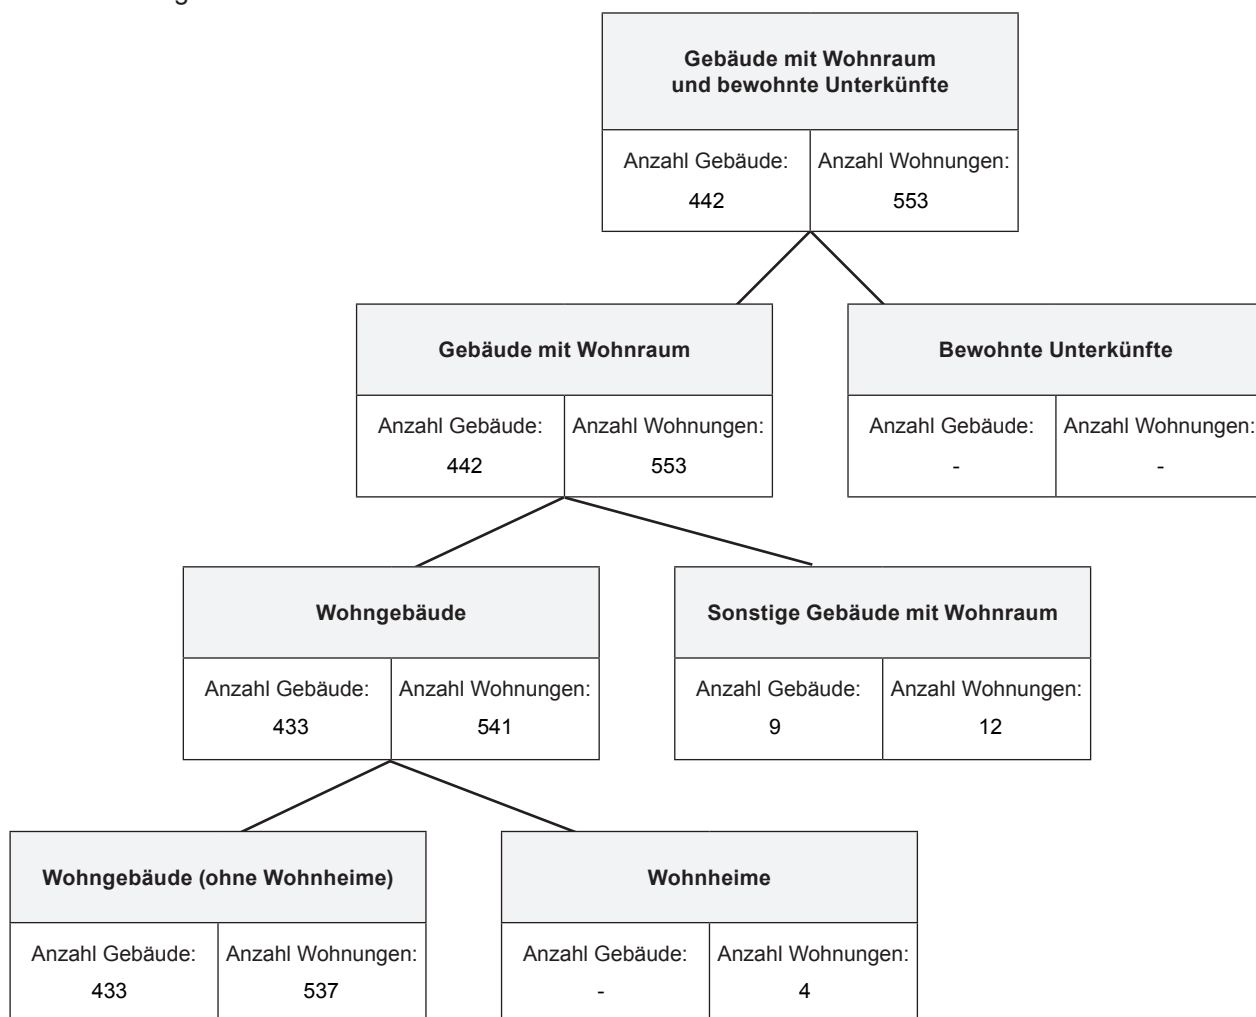 Gebäude mit Wohnraum
und bewohnte Unterkünfte
Anzahl Gebäude: Anzahl Wohnungen:
442 553
Gebäude mit Wohnraum
Anzahl Gebäude: Anzahl Wohnungen:
442 553
Bewohnte Unterkünfte
Anzahl Gebäude: Anzahl Wohnungen:
- -
Wohngebäude
Anzahl Gebäude: Anzahl Wohnungen:
433 541
Sonstige Gebäude mit Wohnraum
Anzahl Gebäude: Anzahl Wohnungen:
9 12
Wohngebäude (ohne Wohnheime)
Anzahl Gebäude: Anzahl Wohnungen:
433 537
Wohnheime
Anzahl Gebäude: Anzahl Wohnungen:
- 4